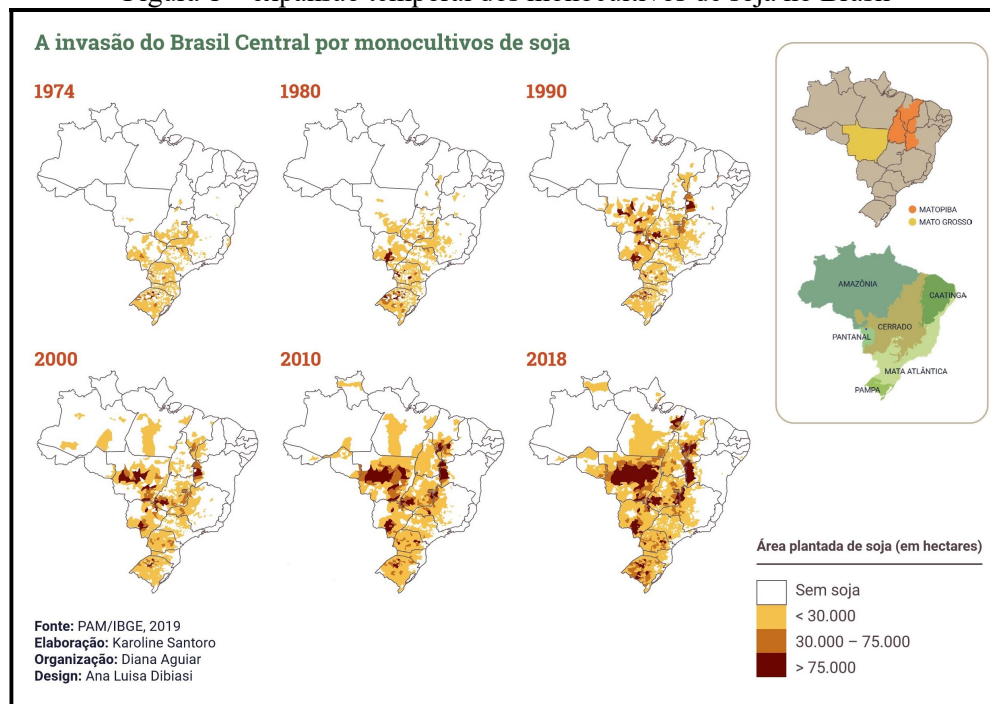 A invasão do Brasil Central por monocultivos de soja
1974
1980
1990
MATOPIBA
MATO GROSSO
AMAZÔNIA
CAATINGA
CERRADO
PANTANAL
MATA ATLÂNTICA
PAMPA
2000
2010
2018
Área plantada de soja (em hectares)
Sem soja
< 30.000
30.000 – 75.000
> 75.000
Fonte: PAM/IBGE, 2019
Elaboração: Karoline Santoro
Organização: Diana Aguiar
Design: Ana Luisa Dibiasi